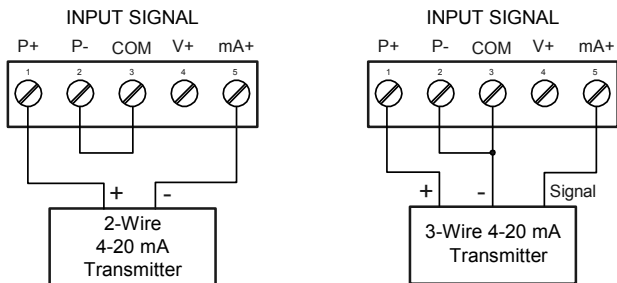 INPUT SIGNAL
P+ P- COM V+ mA+
1 2 3 4 5
+ -
2-Wire
4-20 mA
Transmitter
INPUT SIGNAL
P+ P- COM V+ mA+
1 2 3 4 5
+ - Signal
3-Wire 4-20 mA
Transmitter